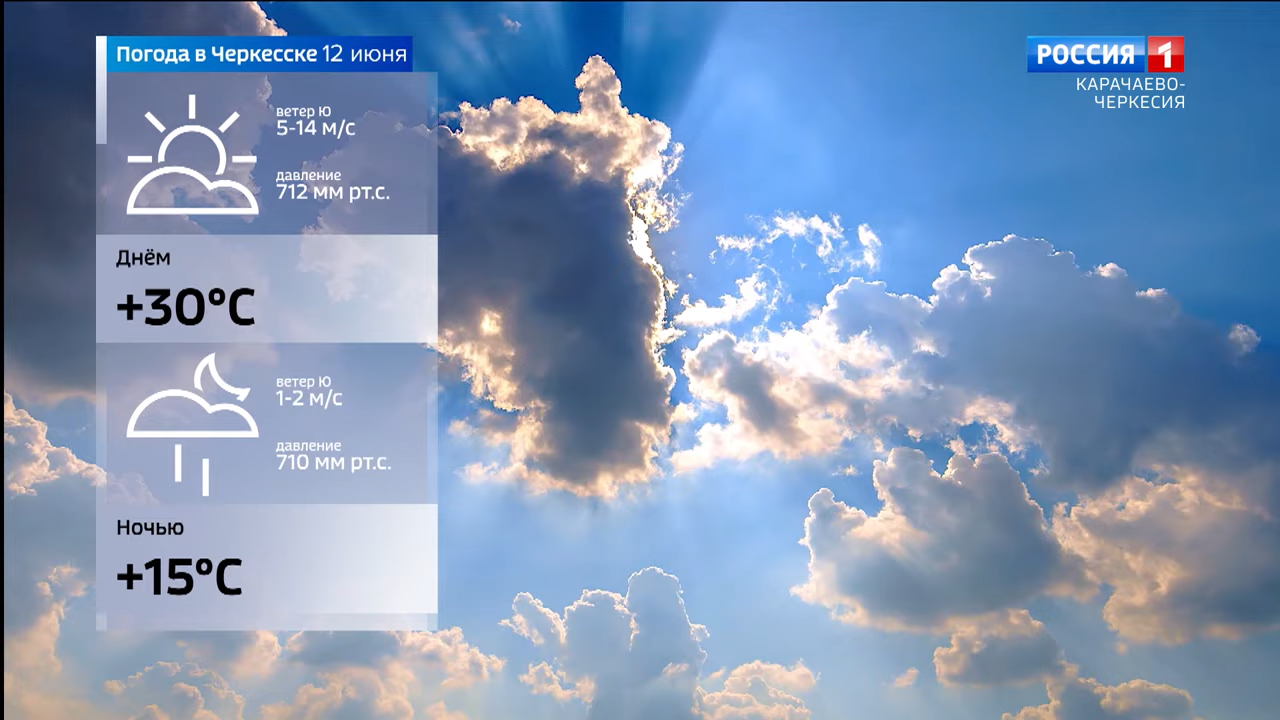 Погода в Черкесске 12 июня
РОССИЯ 1
КАРАЧАЕВО-
ЧЕРКЕСИЯ
ветер Ю
5-14 м/с
давление
712 мм рт.с.
Днём
+30°C
ветер Ю
1-2 м/с
давление
710 мм рт.с.
Ночью
+15°C